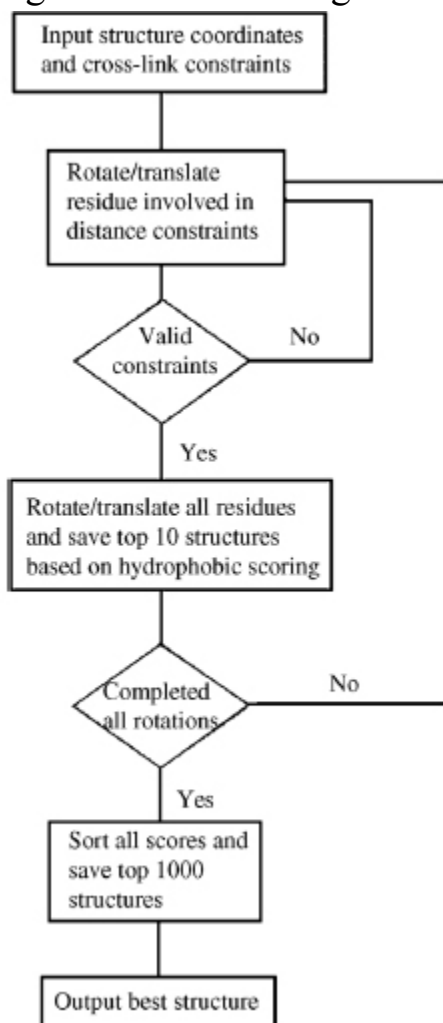 Input structure coordinates
and cross-link constraints
Rotate/translate
residue involved in
distance constraints
Valid
constraints
No
Yes
Rotate/translate all residues
and save top 10 structures
based on hydrophobic scoring
Completed
all rotations
No
Yes
Sort all scores and
save top 1000
structures
Output best structure